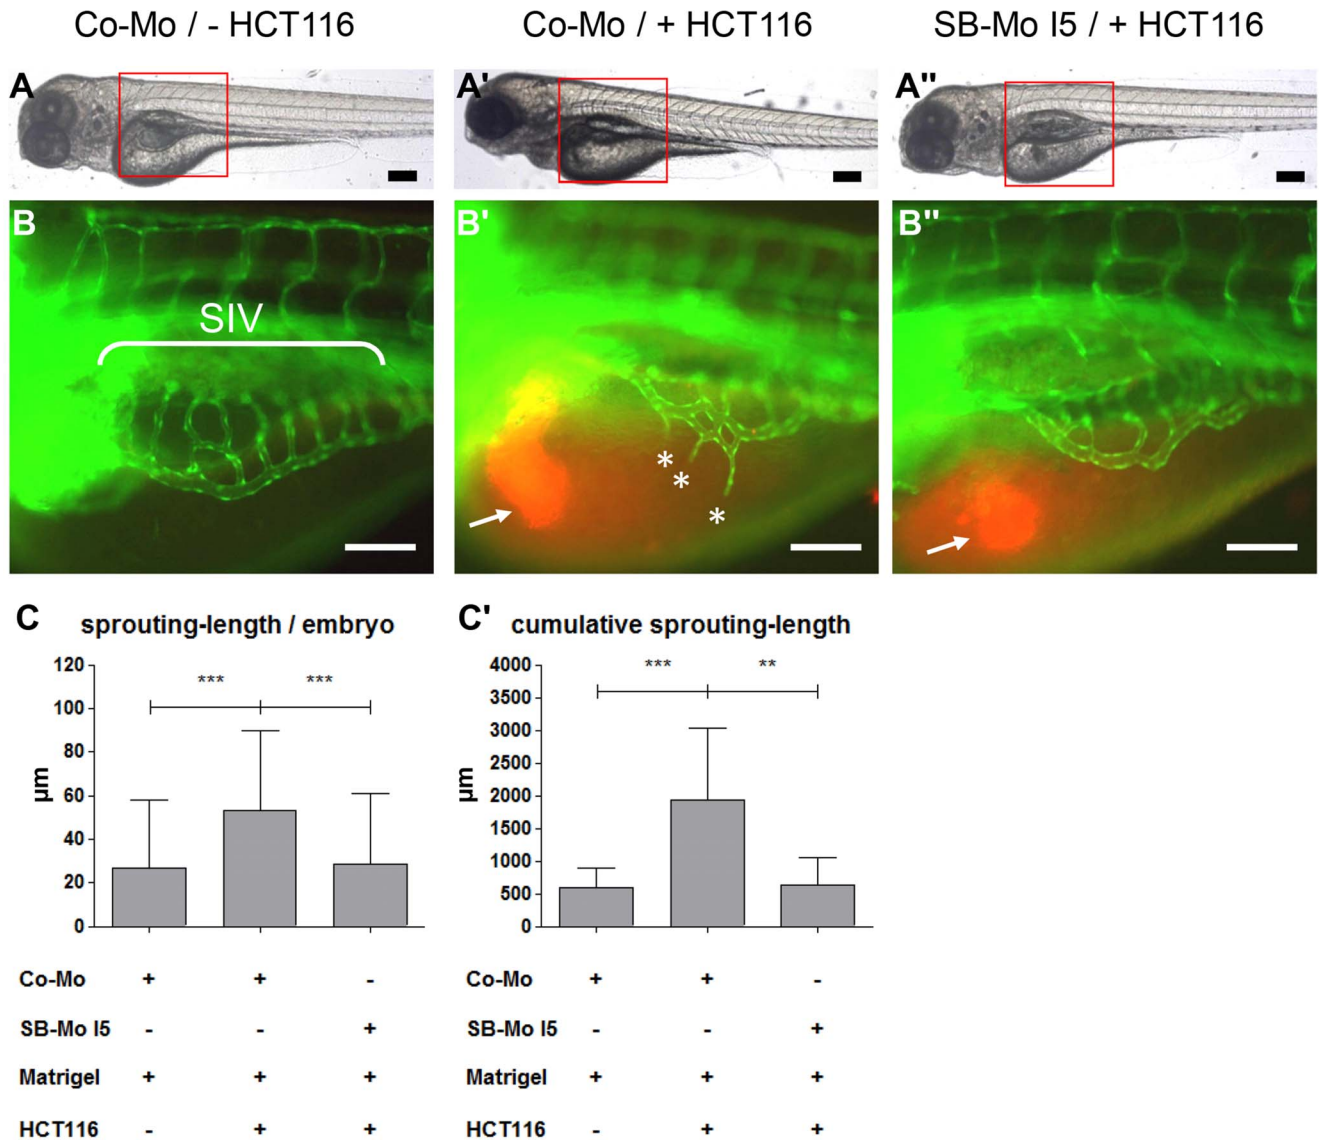 Co-Mo / - HCT116 Co-Mo / + HCT116 SB-Mo I5 / + HCT116
A A' A''
B B' B''
SIV
* * *
C sprouting-length / embryo
120
100
80
60
40
20
0
µm
*** ***
Co-Mo + + -
SB-Mo I5 - - +
Matrigel + + +
HCT116 - + +
C' cumulative sprouting-length
4000
3500
3000
2500
2000
1500
1000
500
0
µm
*** **
Co-Mo + + -
SB-Mo I5 - - +
Matrigel + + +
HCT116 - + +